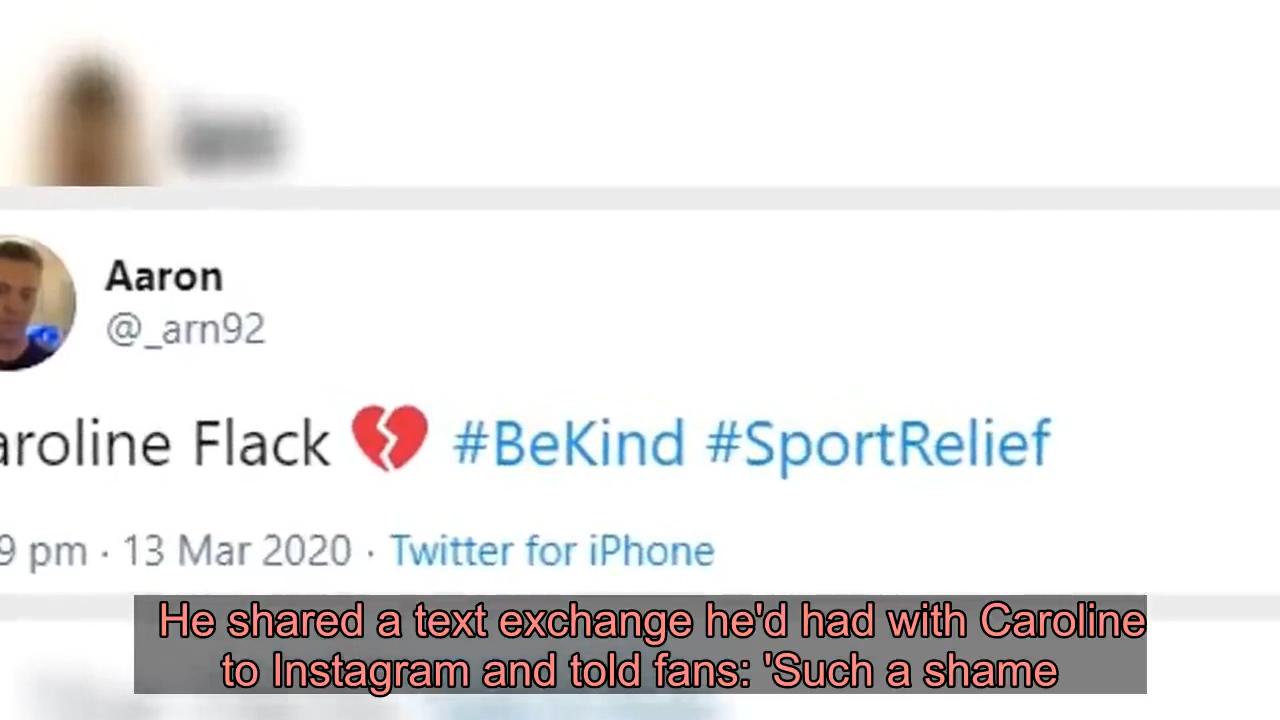 Aaron
@_arn92
aroline Flack 💔 #BeKind #SportRelief
9 pm · 13 Mar 2020 · Twitter for iPhone
He shared a text exchange he'd had with Caroline
to Instagram and told fans: 'Such a shame